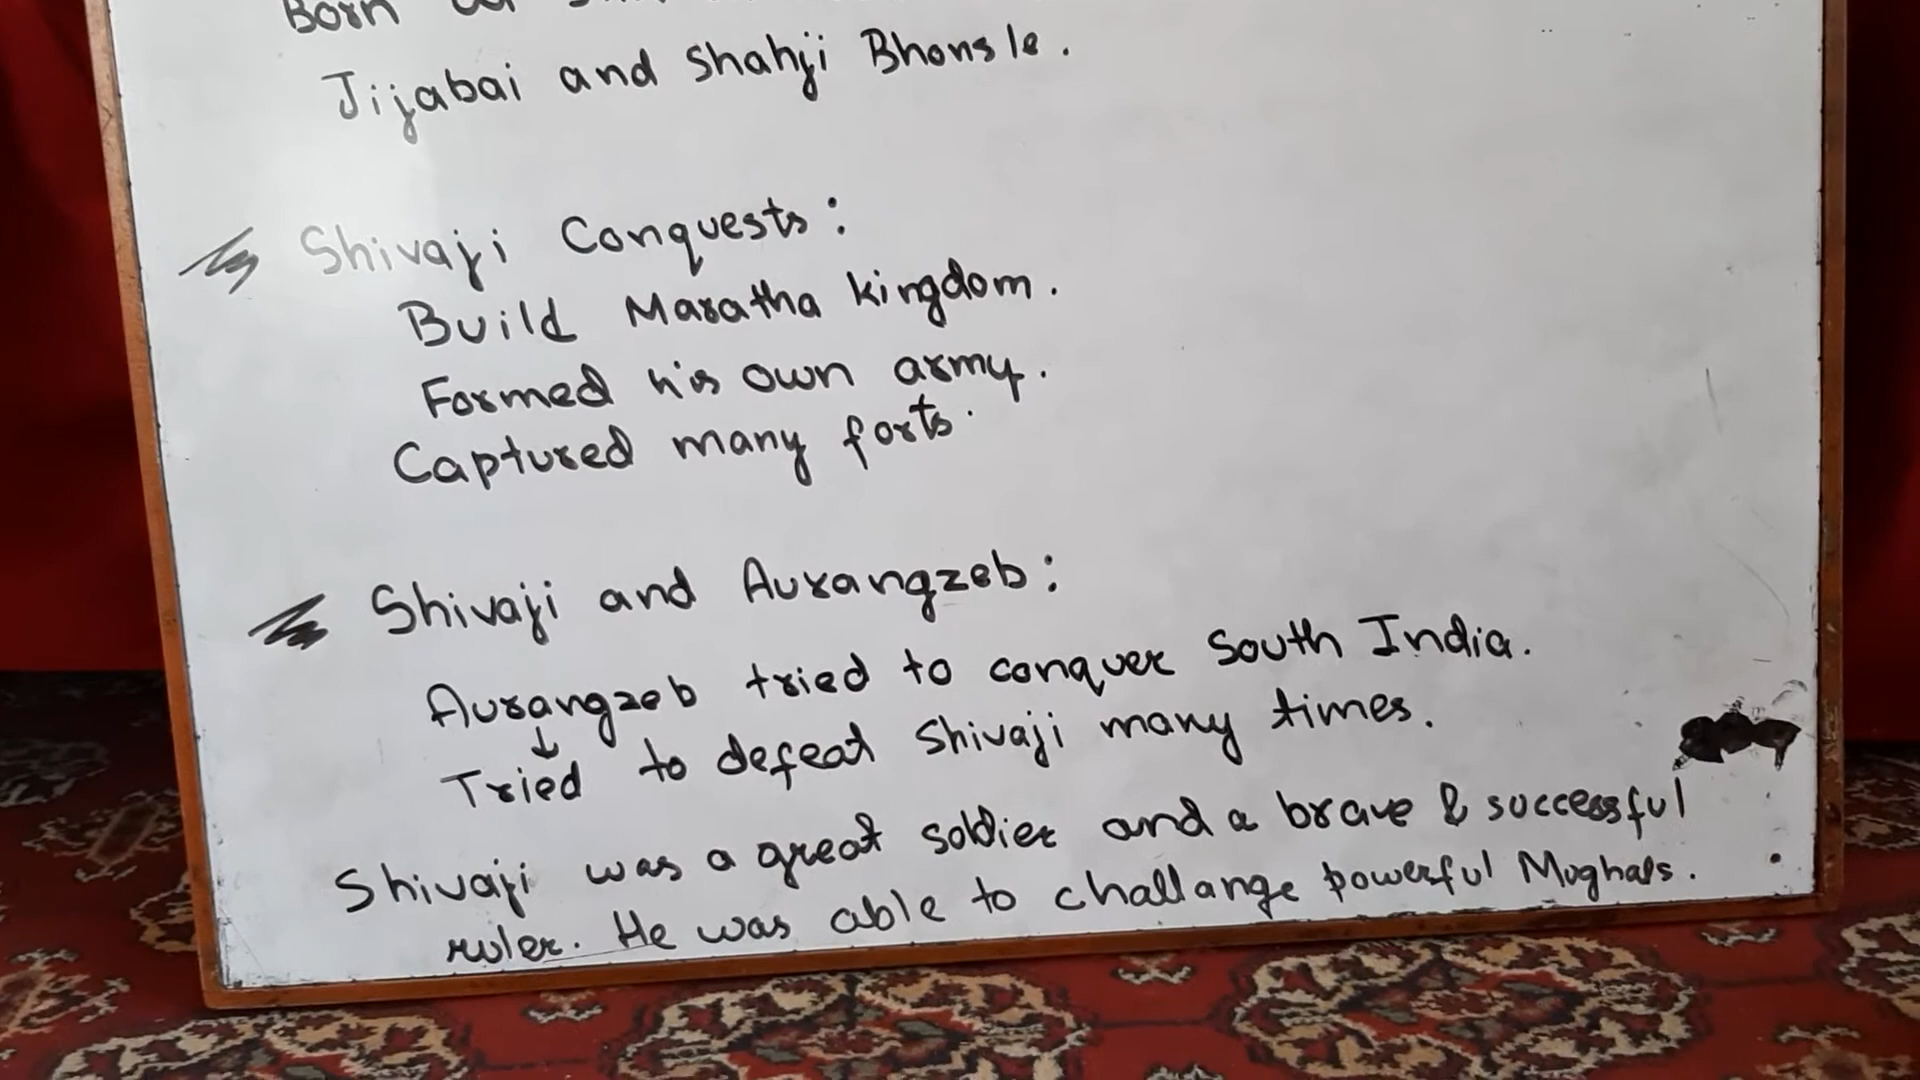 Born at
Jijabai and Shahji Bhonsle.
Shivaji Conquests:
Build Maratha kingdom.
Formed his own army.
Captured many forts.
Shivaji and Aurangzeb:
Aurangzeb tried to conquer South India.
↓
Tried to defeat Shivaji many times.
Shivaji was a great soldier and a brave & successful
ruler. He was able to challange powerful Mughals.